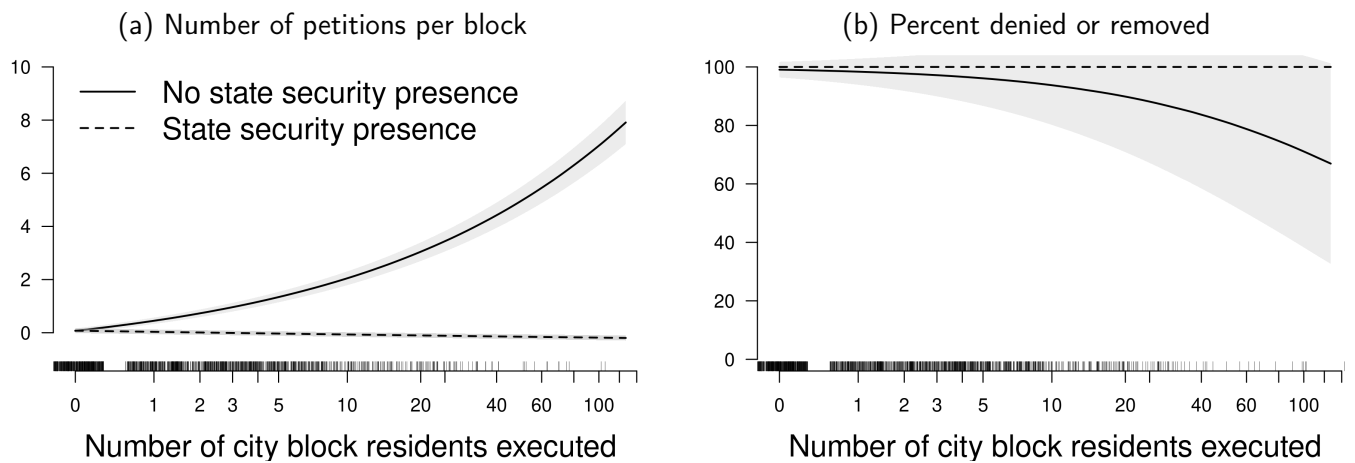 (a) Number of petitions per block
10
8
6
4
2
0
No state security presence
State security presence
0 1 2 3 5 10 20 40 60 100
Number of city block residents executed
(b) Percent denied or removed
100
80
60
40
20
0
0 1 2 3 5 10 20 40 60 100
Number of city block residents executed